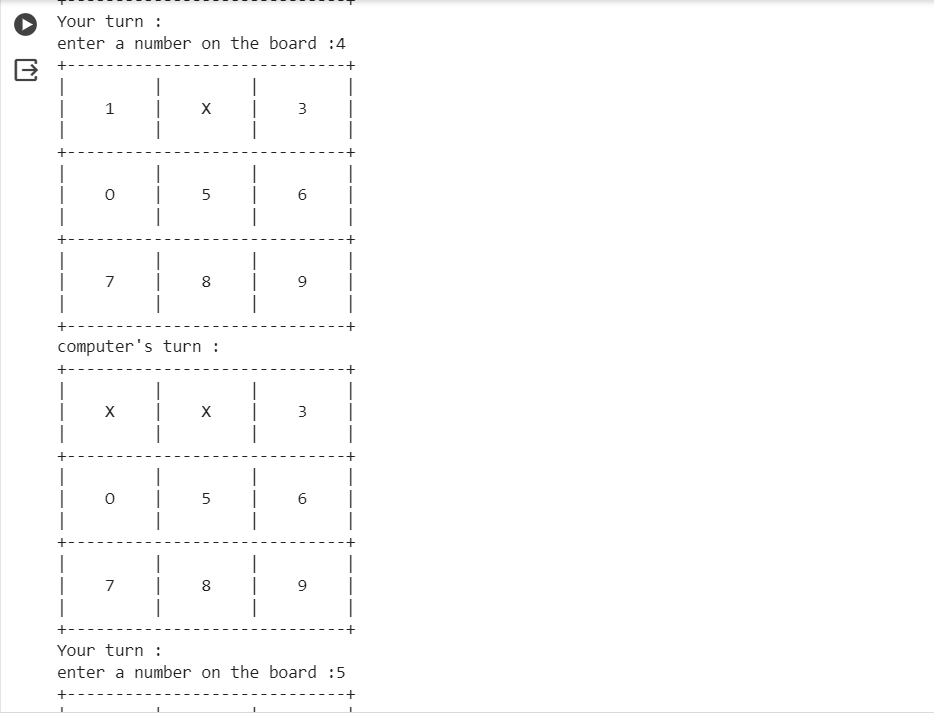 +-----------------------------+
Your turn :
enter a number on the board :4
+-----------------------------+
|         |         |         |
|    1    |    X    |    3    |
|         |         |         |
+-----------------------------+
|         |         |         |
|    O    |    5    |    6    |
|         |         |         |
+-----------------------------+
|         |         |         |
|    7    |    8    |    9    |
|         |         |         |
+-----------------------------+
computer's turn :
+-----------------------------+
|         |         |         |
|    X    |    X    |    3    |
|         |         |         |
+-----------------------------+
|         |         |         |
|    O    |    5    |    6    |
|         |         |         |
+-----------------------------+
|         |         |         |
|    7    |    8    |    9    |
|         |         |         |
+-----------------------------+
Your turn :
enter a number on the board :5
+-----------------------------+
|         |         |         |